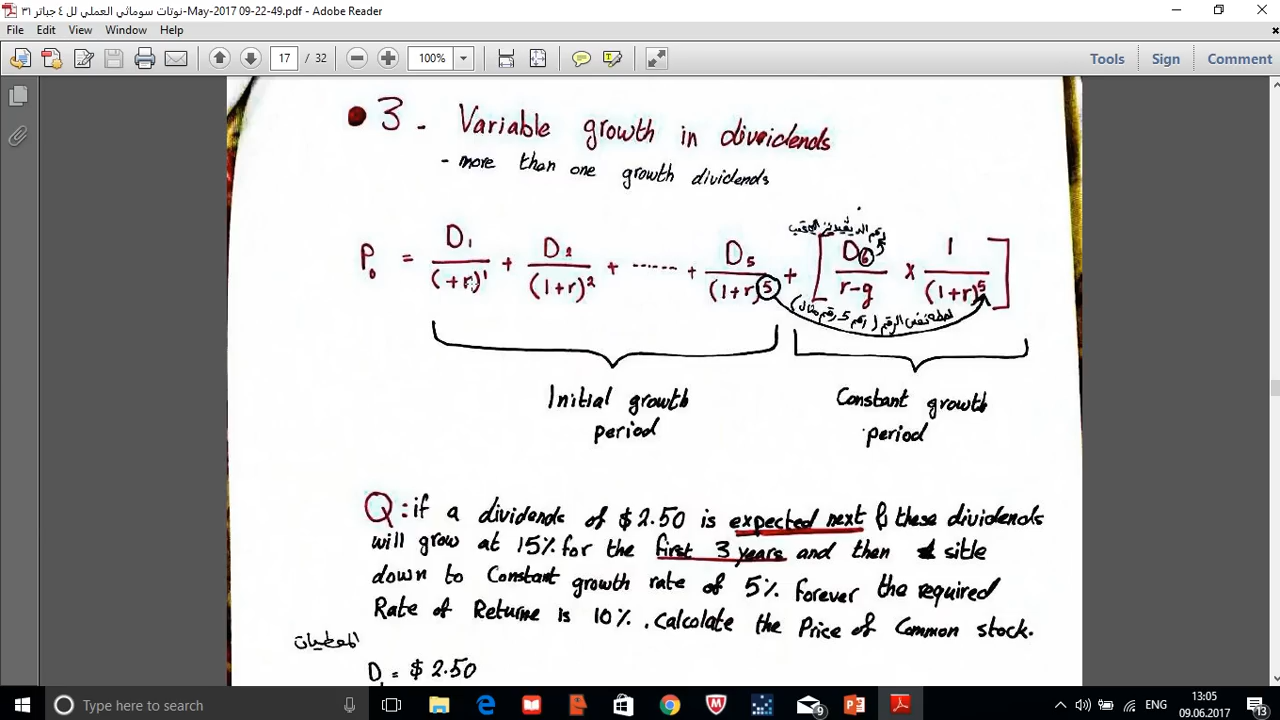 نوتات سوماثي العملي لل ٤ جباتر ٣١-May-2017 09-22-49.pdf - Adobe Reader
File Edit View Window Help
17 / 32 100% Tools Sign Comment
3 - Variable growth in divœidends
- more than one growth dividends
P₀ = D₁/(+r)¹ + D₂/(1+r)² + ...... + D₅/(1+r)⁵ + [D₆/r-g x 1/(1+r)⁵]
Initial growth period
Constant growth period
Q: if a dividends of $2.50 is expected next & these dividends
will grow at 15% for the first 3 years and then sitle
down to Constant growth rate of 5% Forever the required
Rate of Returne is 10%. Calculate the Price of Common stock.
المعطيات
D₁ = $ 2.50
Type here to search
9
ENG
13:05
09.06.2017
13